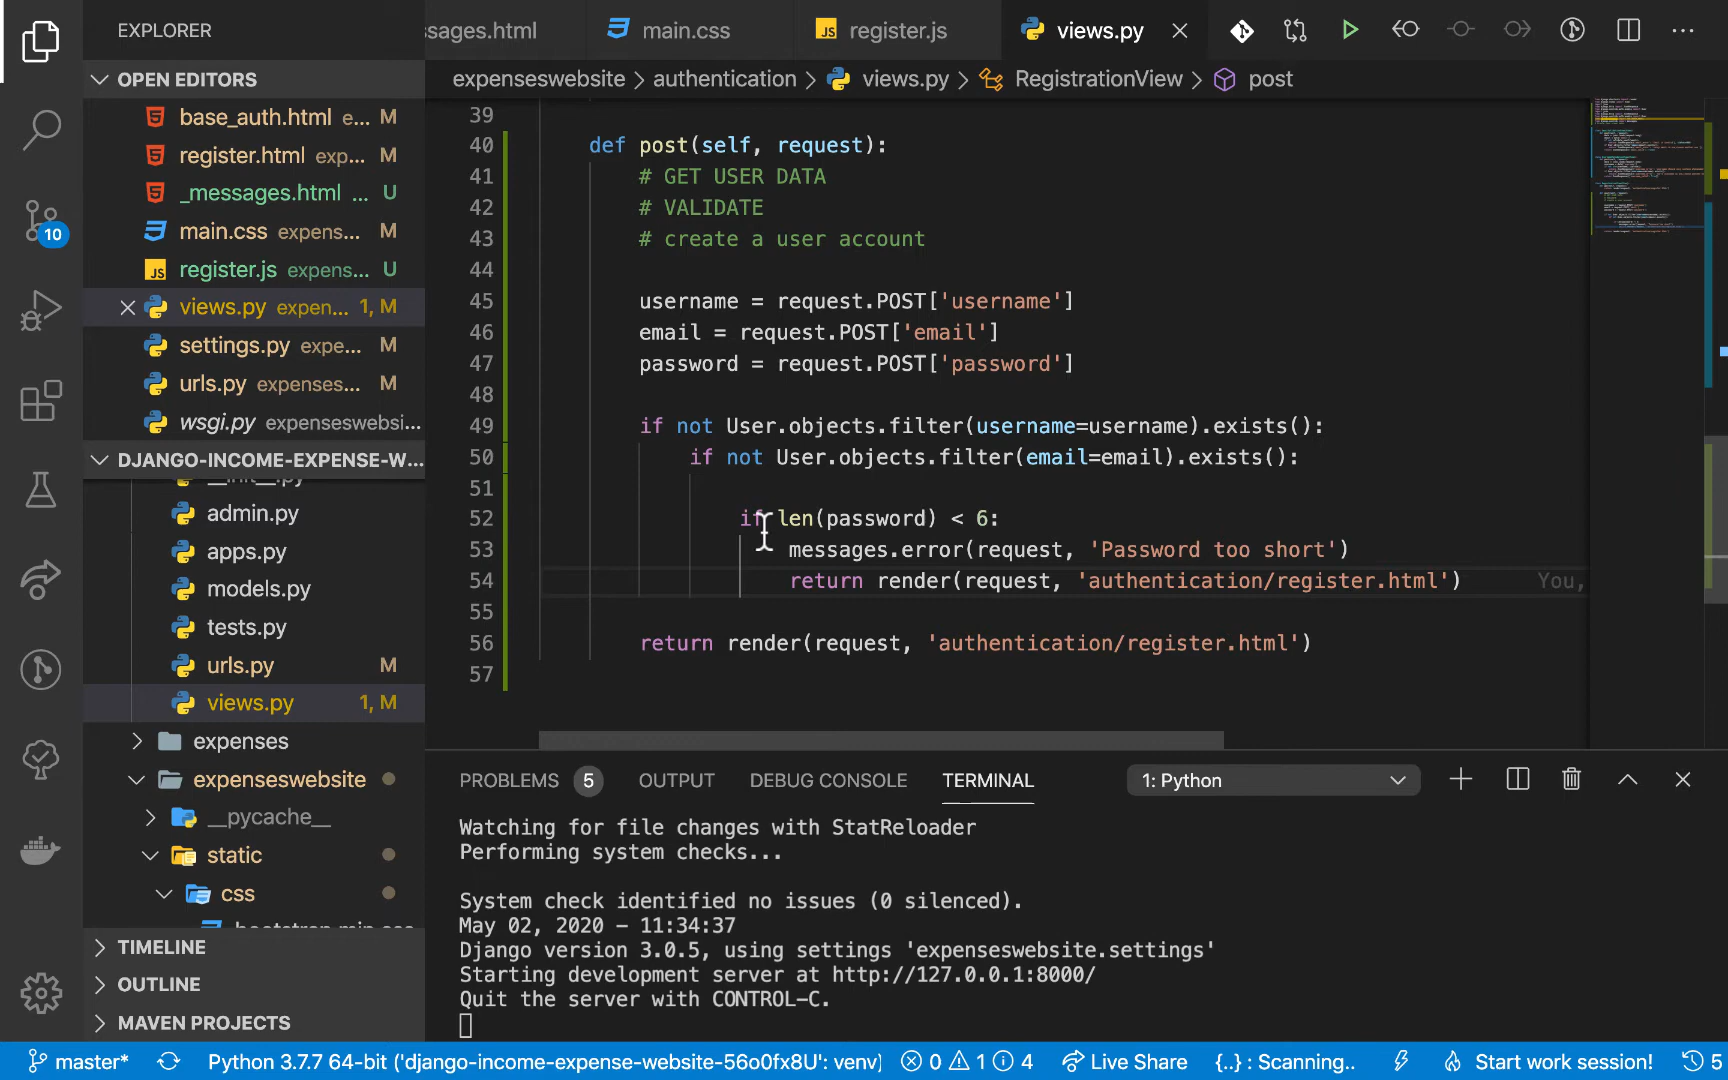 EXPLORER
OPEN EDITORS
base_auth.html e... M
register.html exp... M
_messages.html ... U
main.css expens... M
register.js expens... U
views.py expen... 1, M
settings.py expe... M
urls.py expenses... M
wsgi.py expenseswebsi...
DJANGO-INCOME-EXPENSE-W...
__init__.py
admin.py
apps.py
models.py
tests.py
urls.py M
views.py 1, M
expenses
expenseswebsite
__pycache__
static
css
bootstrap.min.css
TIMELINE
OUTLINE
MAVEN PROJECTS
10
ssages.html main.css JS register.js views.py
expenseswebsite > authentication > views.py > RegistrationView > post
39
40 def post(self, request):
41 # GET USER DATA
42 # VALIDATE
43 # create a user account
44
45 username = request.POST['username']
46 email = request.POST['email']
47 password = request.POST['password']
48
49 if not User.objects.filter(username=username).exists():
50 if not User.objects.filter(email=email).exists():
51
52 if len(password) < 6:
53 messages.error(request, 'Password too short')
54 return render(request, 'authentication/register.html') You,
55
56 return render(request, 'authentication/register.html')
57
PROBLEMS 5 OUTPUT DEBUG CONSOLE TERMINAL 1: Python
Watching for file changes with StatReloader
Performing system checks...
System check identified no issues (0 silenced).
May 02, 2020 - 11:34:37
Django version 3.0.5, using settings 'expenseswebsite.settings'
Starting development server at http://127.0.0.1:8000/
Quit the server with CONTROL-C.
master* Python 3.7.7 64-bit ('django-income-expense-website-56o0fx8U': venv) 0 1 4 Live Share {..} : Scanning.. Start work session! 5